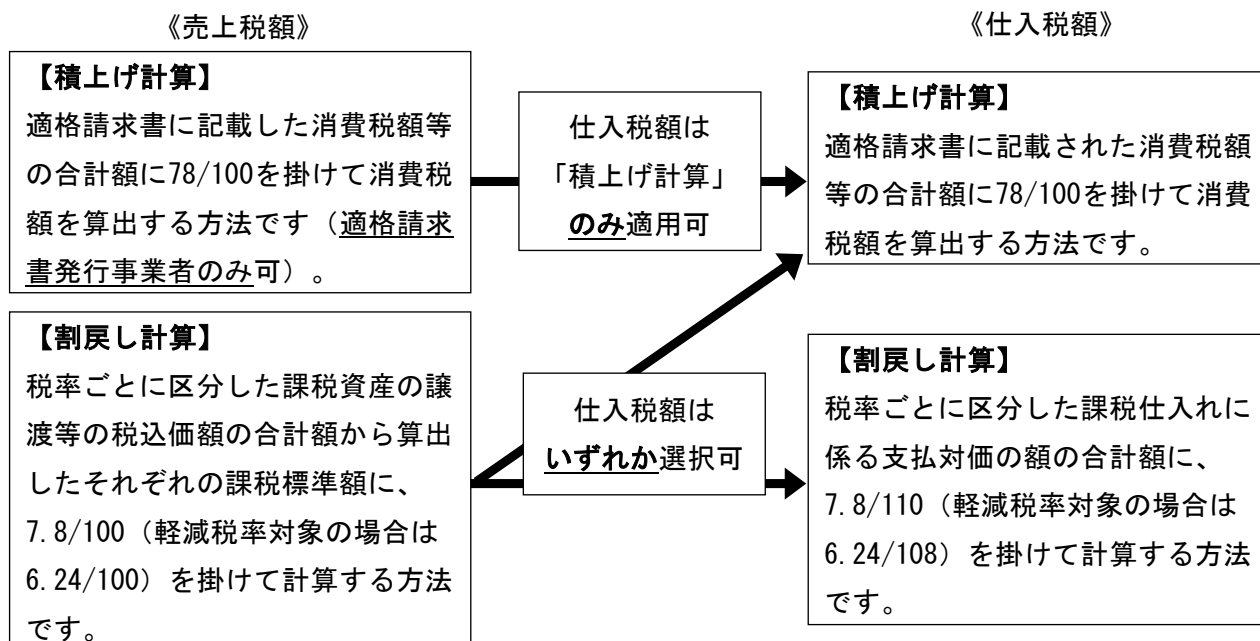 《売上税額》
【積上げ計算】
適格請求書に記載した消費税額等
の合計額に78/100を掛けて消費税
額を算出する方法です（適格請求
書発行事業者のみ可）。
【割戻し計算】
税率ごとに区分した課税資産の譲
渡等の税込価額の合計額から算出
したそれぞれの課税標準額に、
7.8/100（軽減税率対象の場合は
6.24/100）を掛けて計算する方法
です。
仕入税額は
「積上げ計算」
のみ適用可
仕入税額は
いずれか選択可
《仕入税額》
【積上げ計算】
適格請求書に記載された消費税額
等の合計額に78/100を掛けて消費
税額を算出する方法です。
【割戻し計算】
税率ごとに区分した課税仕入れに
係る支払対価の額の合計額に、
7.8/110（軽減税率対象の場合は
6.24/108）を掛けて計算する方法
です。